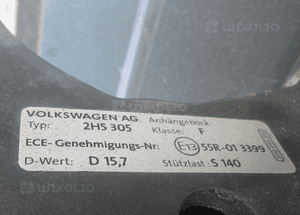 VOLKSWAGEN AG Anhängebock
Typ: 2H5 305 Klasse: F
ECE- Genehmigungs-Nr: E13 55R-01 3399
D-Wert: D 15,7 Stützlast: S 140